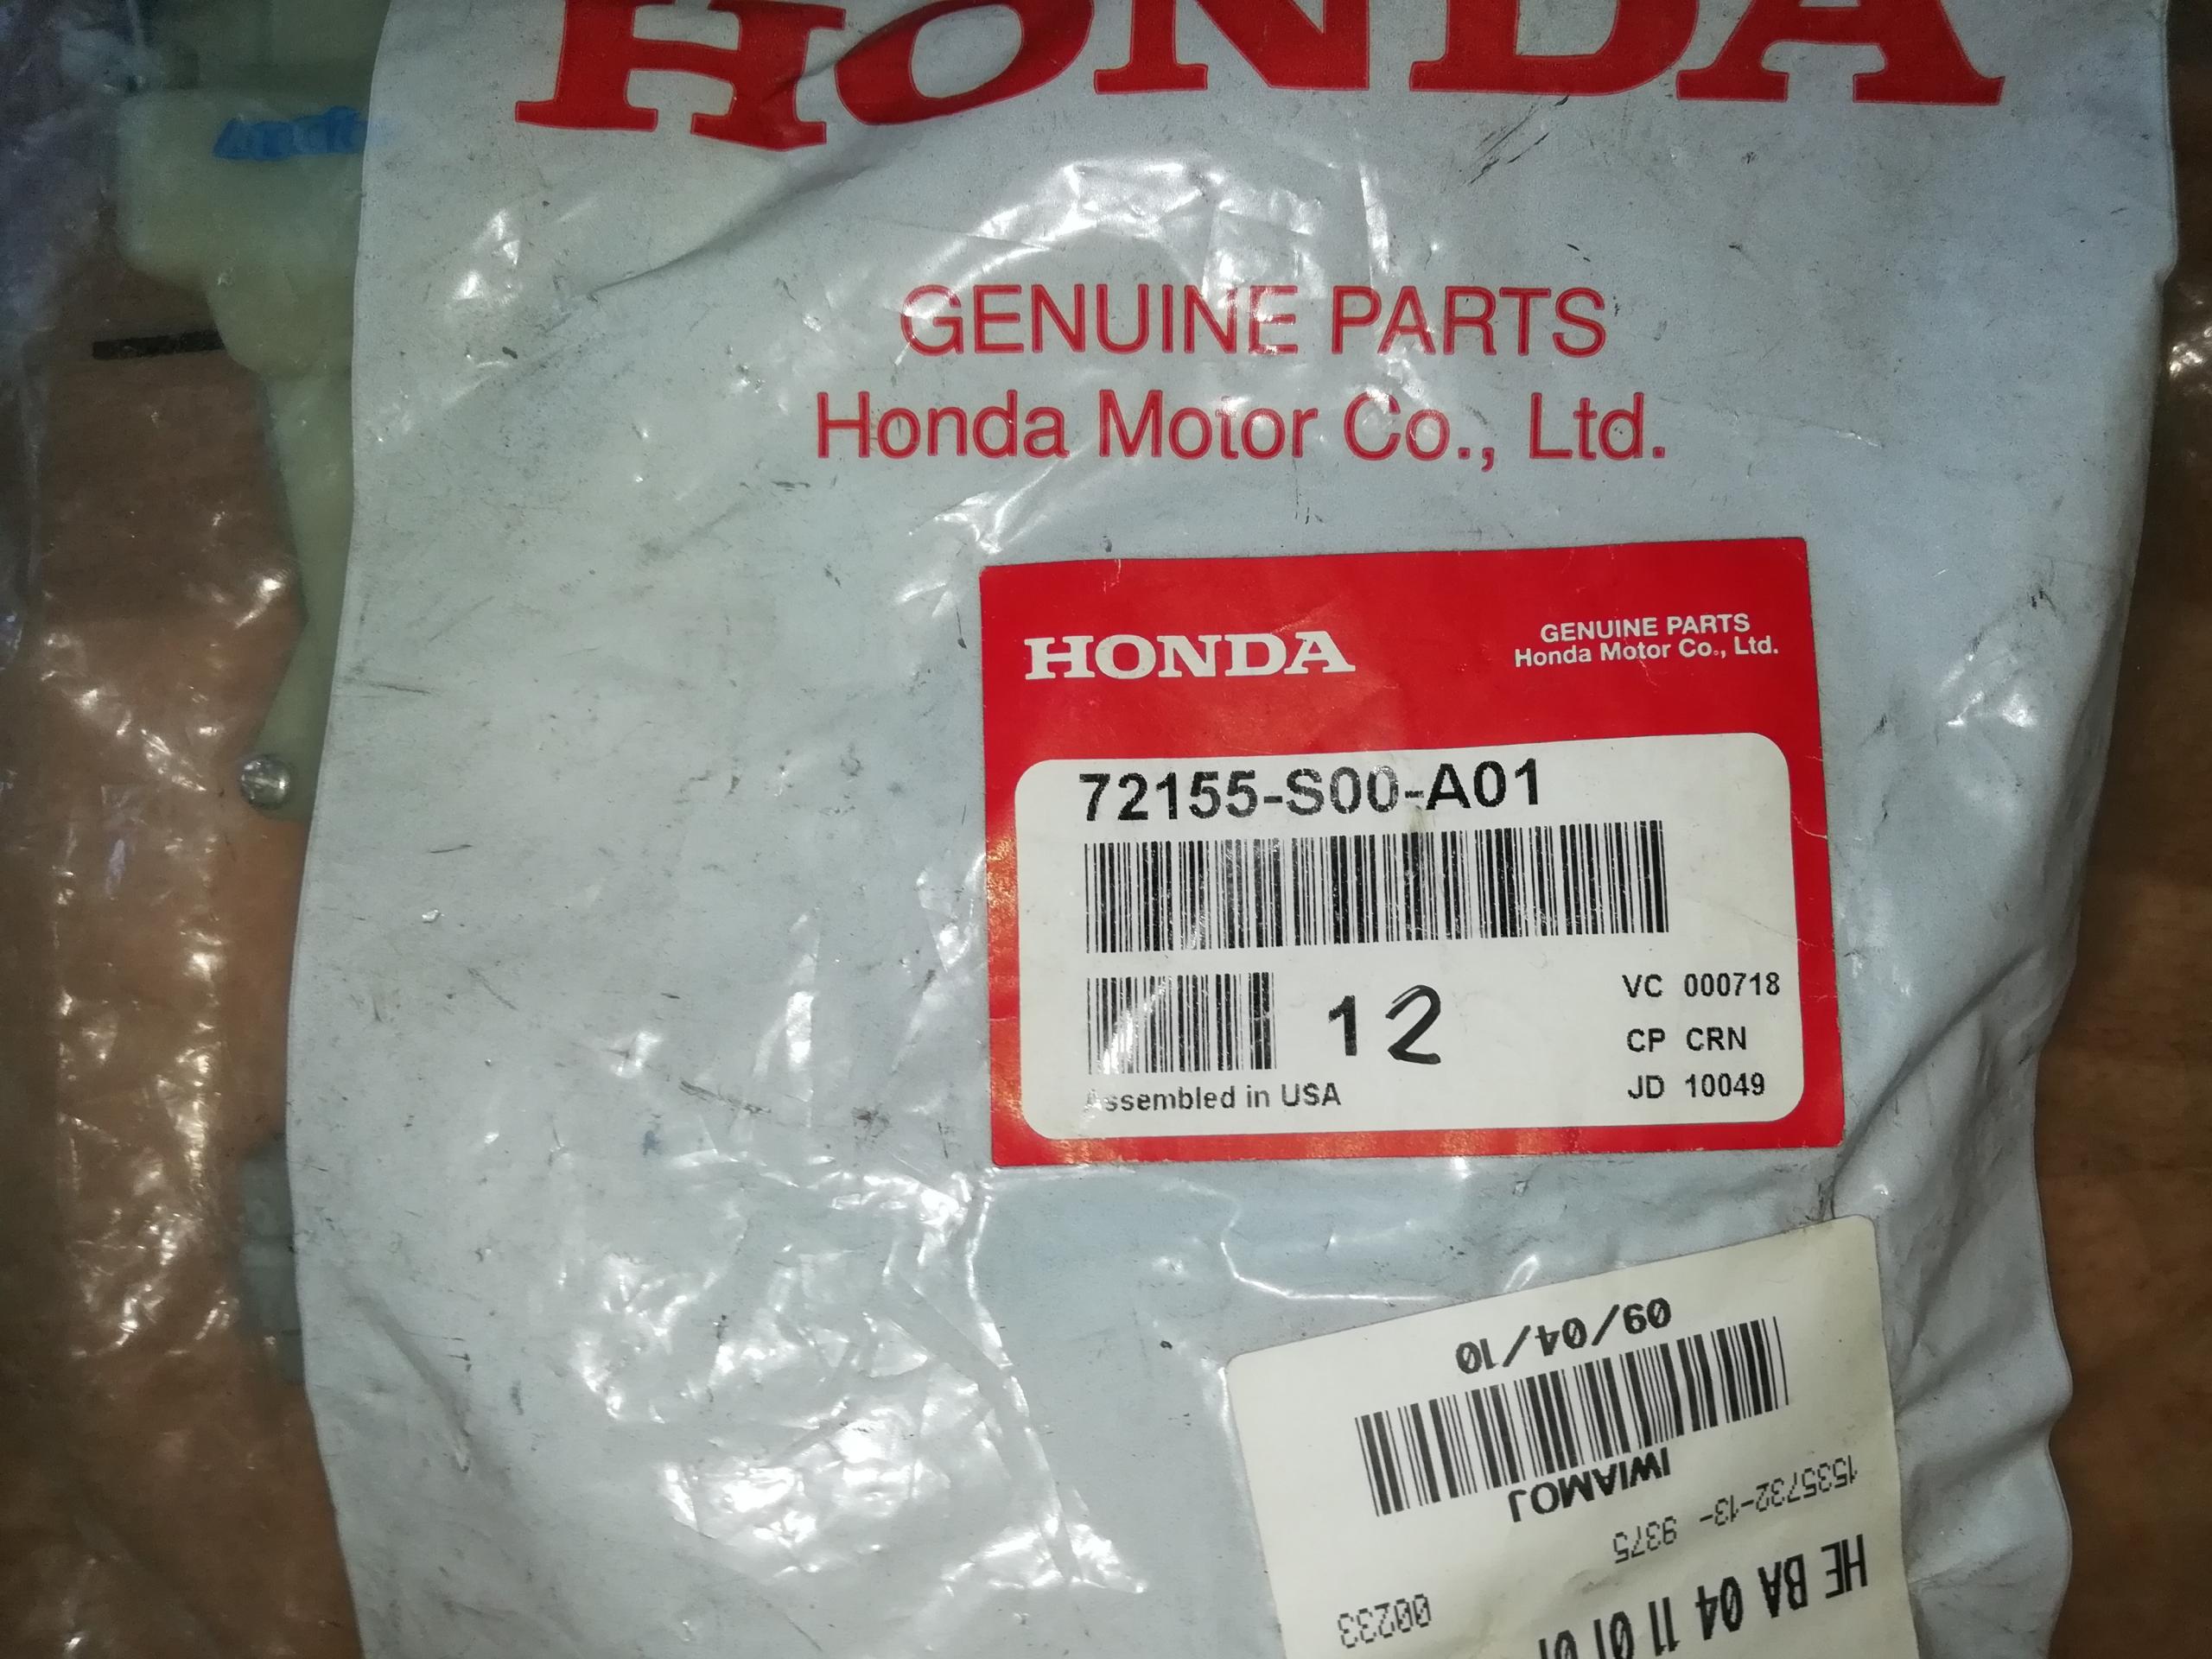 HONDA
GENUINE PARTS
Honda Motor Co., Ltd.
HONDA
GENUINE PARTS
Honda Motor Co., Ltd.
72155-S00-A01
12
VC 000718
CP CRN
JD 10049
Assembled in USA
HE BA 04 11 01 01
00233
1535732-13- 9375
JOMAIWI
09/04/10